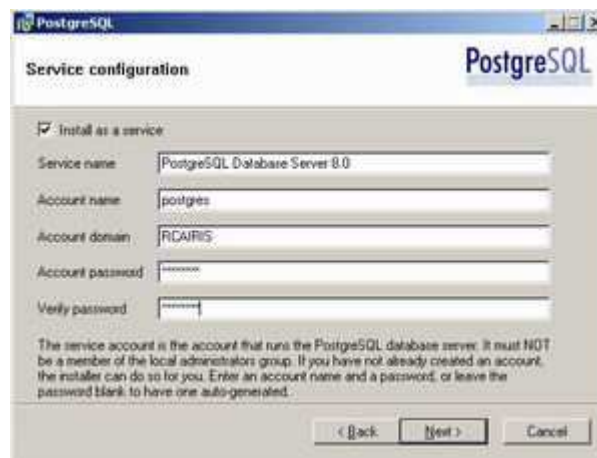 PostgreSQL
Service configuration
PostgreSQL
Install as a service
Service name PostgreSQL Database Server 8.0
Account name postgres
Account domain RCAIRIS
Account password ********
Verify password ********
The service account is the account that runs the PostgreSQL database server. It must NOT
be a member of the local administrators group. If you have not already created an account,
the installer can do so for you. Enter an account name and a password, or leave the
password blank to have one auto-generated.
< Back Next > Cancel